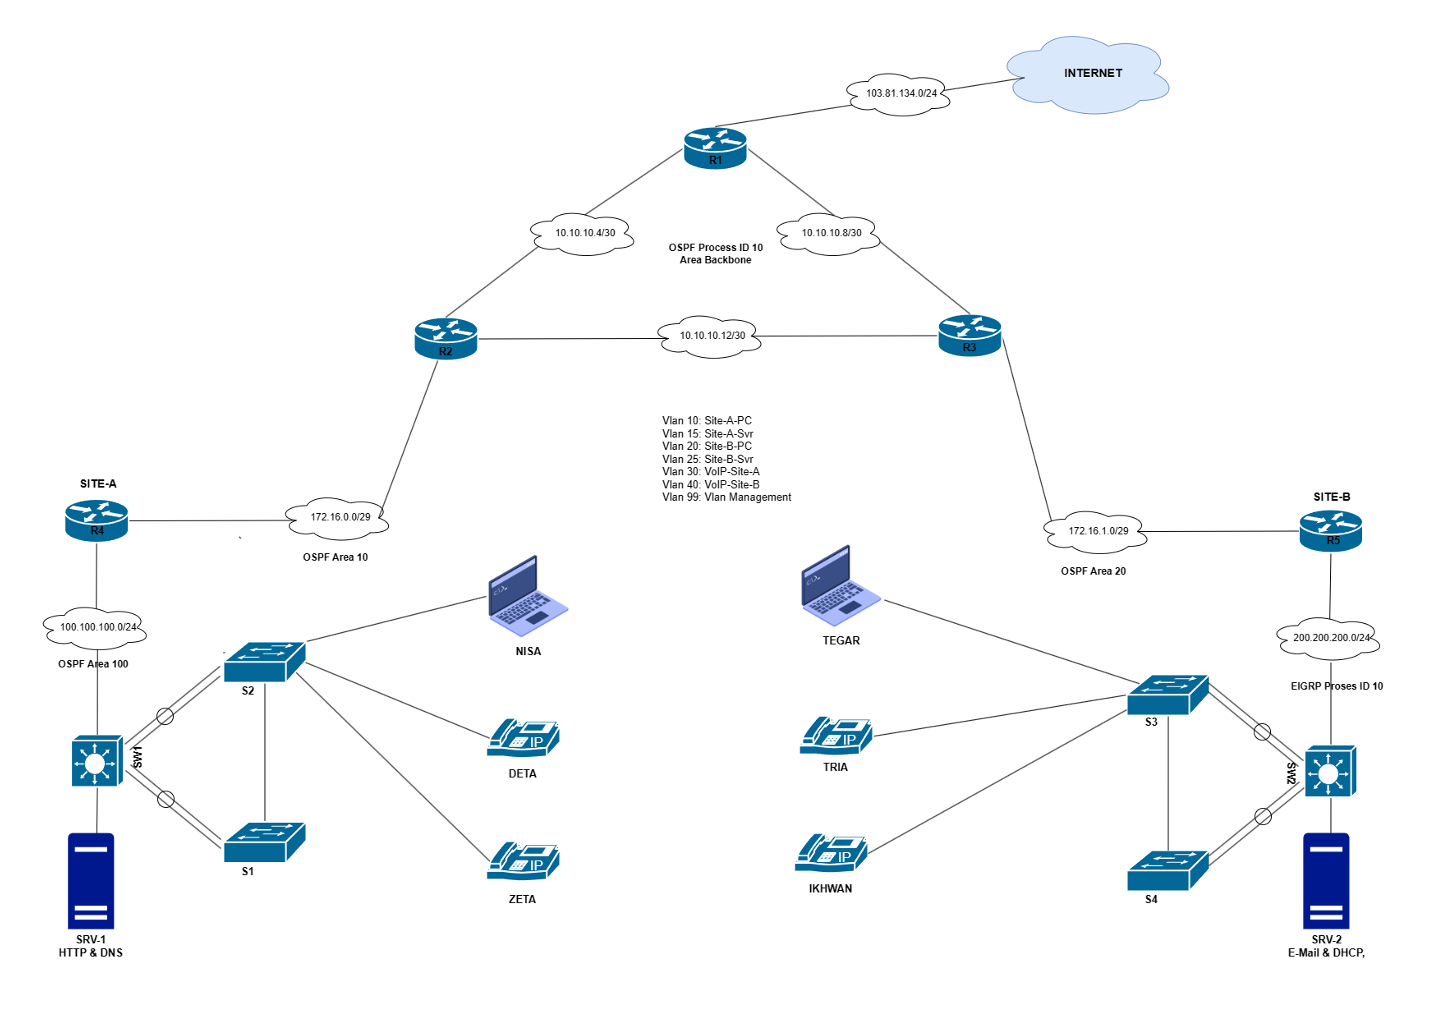 INTERNET
103.81.134.0/24
R1
10.10.10.4/30
10.10.10.8/30
OSPF Process ID 10
Area Backbone
R2
10.10.10.12/30
R3
Vlan 10: Site-A-PC
Vlan 15: Site-A-Svr
Vlan 20: Site-B-PC
Vlan 25: Site-B-Svr
Vlan 30: VoIP-Site-A
Vlan 40: VoIP-Site-B
Vlan 99: Vlan Management
SITE-A
R4
172.16.0.0/29
OSPF Area 10
SITE-B
R5
172.16.1.0/29
OSPF Area 20
100.100.100.0/24
OSPF Area 100
200.200.200.0/24
EIGRP Proses ID 10
NISA
TEGAR
S2
S3
SW1
SW2
IP
DETA
IP
TRIA
S1
S4
IP
ZETA
IP
IKHWAN
SRV-1
HTTP & DNS
SRV-2
E-Mail & DHCP,